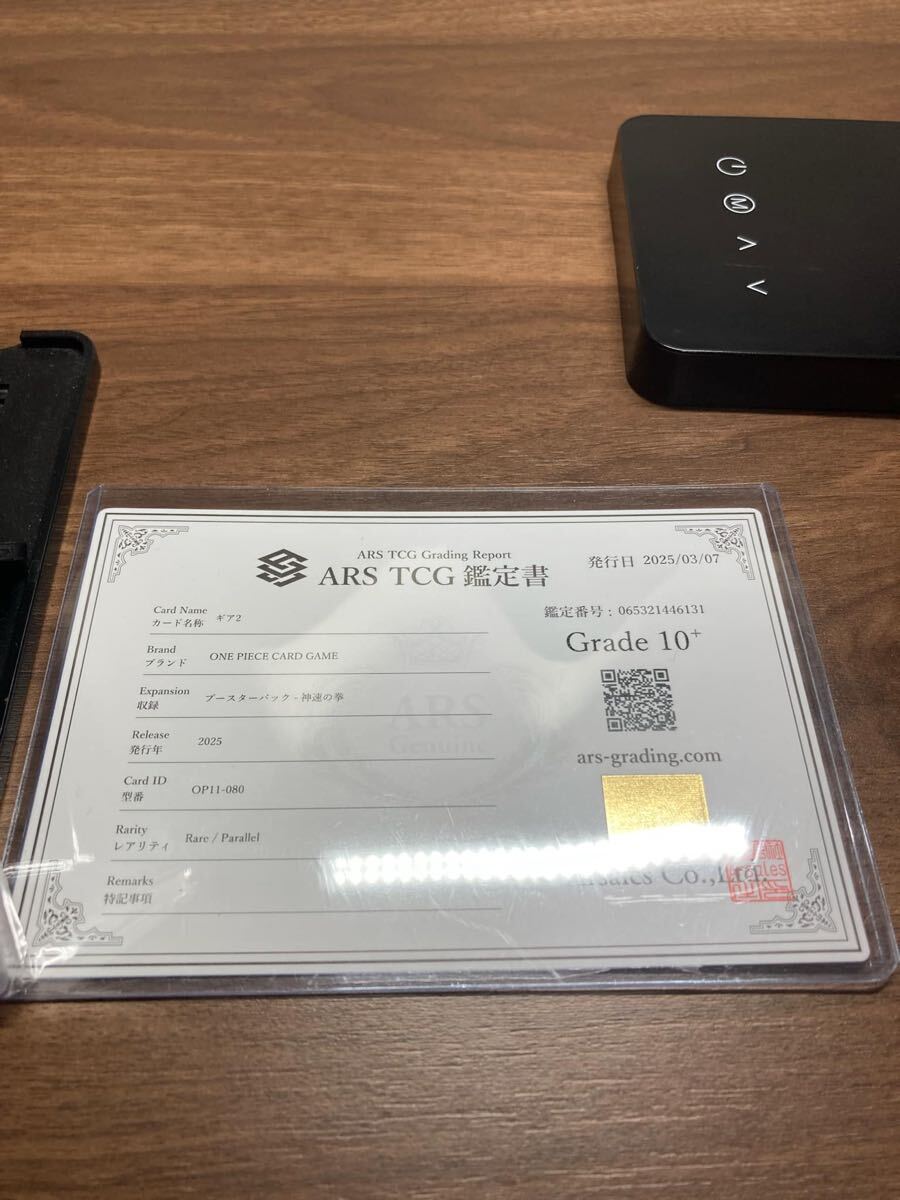 M
ARS TCG Grading Report
ARS TCG 鑑定書
発行日 2025/03/07
鑑定番号 : 065321446131
Grade 10+
ars-grading.com
Card Name
カード名称 ギア2
Brand
ブランド ONE PIECE CARD GAME
Expansion
収録 ブースターパック - 神速の拳
Release
発行年 2025
Card ID
型番 OP11-080
Rarity
レアリティ Rare / Parallel
Remarks
特記事項
ARS
Genuine
Co.,Ltd.